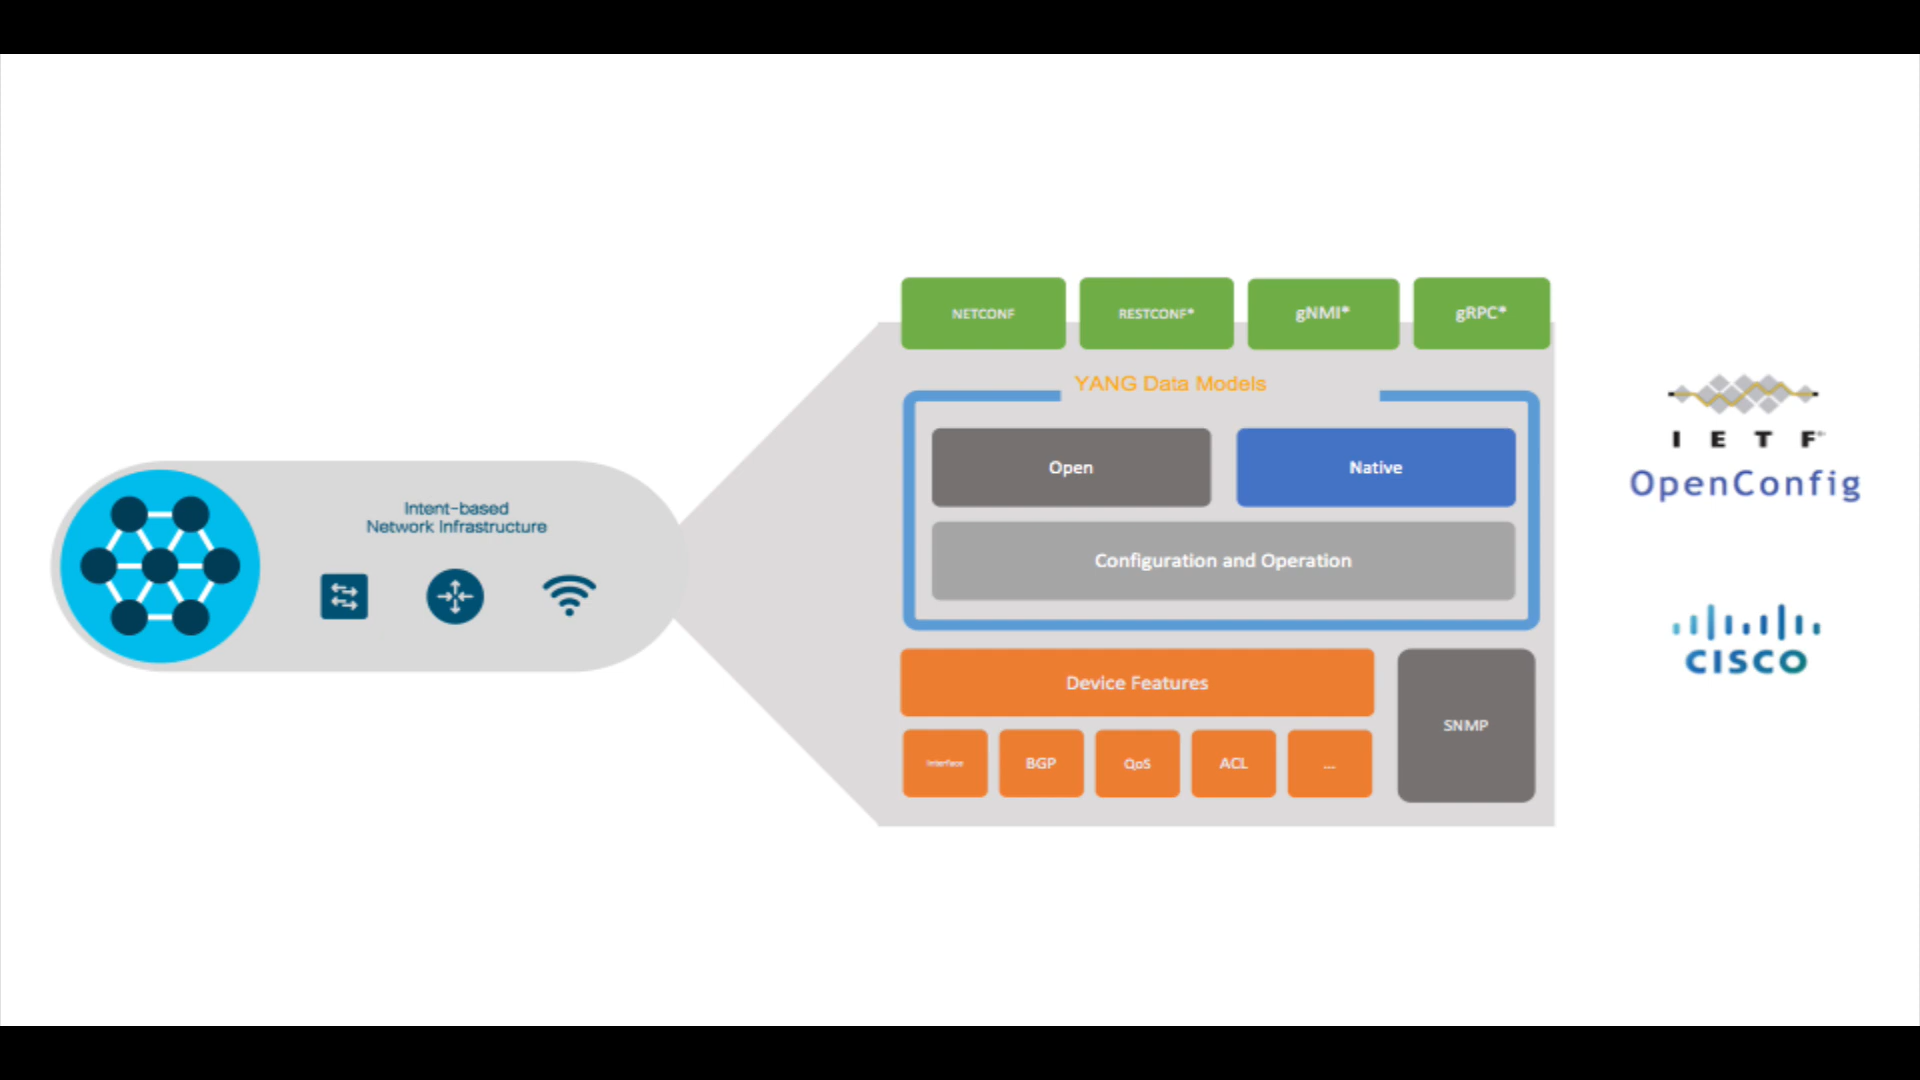 NETCONF
RESTCONF*
gNMI*
gRPC*
YANG Data Models
Open
Native
Configuration and Operation
Intent-based
Network Infrastructure
Device Features
Interface
BGP
QoS
ACL
...
SNMP
IETF
OpenConfig
CISCO